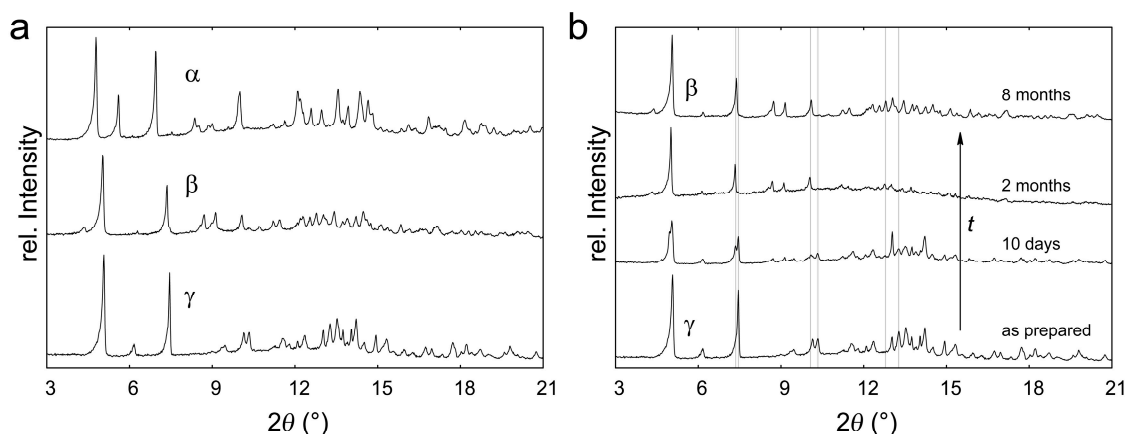 a
α
β
γ
rel. Intensity
3 6 9 12 15 18 21
2θ (°)
b
β
8 months
2 months
t
10 days
γ
as prepared
rel. Intensity
3 6 9 12 15 18 21
2θ (°)